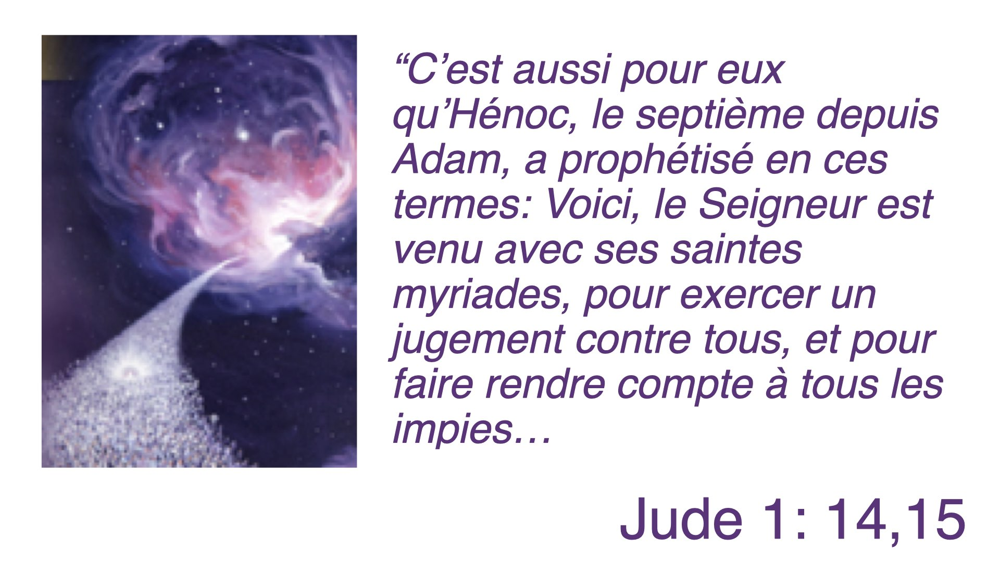 “C’est aussi pour eux
qu’Hénoc, le septième depuis
Adam, a prophétisé en ces
termes: Voici, le Seigneur est
venu avec ses saintes
myriades, pour exercer un
jugement contre tous, et pour
faire rendre compte à tous les
impies…
Jude 1: 14,15